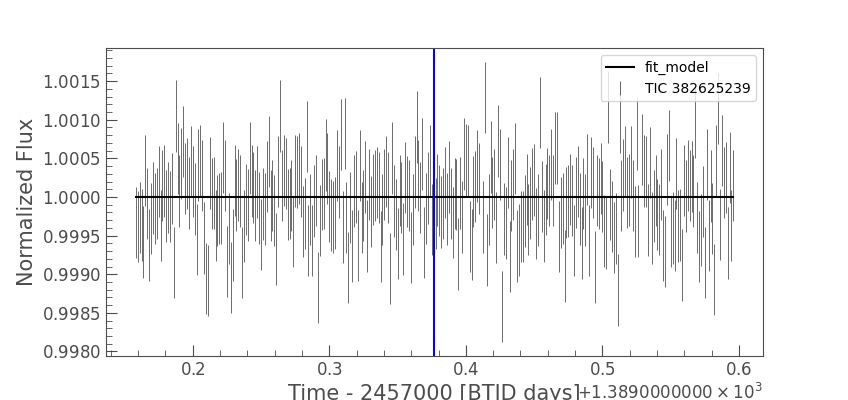 fit_model
TIC 382625239
Normalized Flux
1.0015
1.0010
1.0005
1.0000
0.9995
0.9990
0.9985
0.9980
0.2 0.3 0.4 0.5 0.6
Time - 2457000 [BTJD days]
+1.3890000000 × 10³